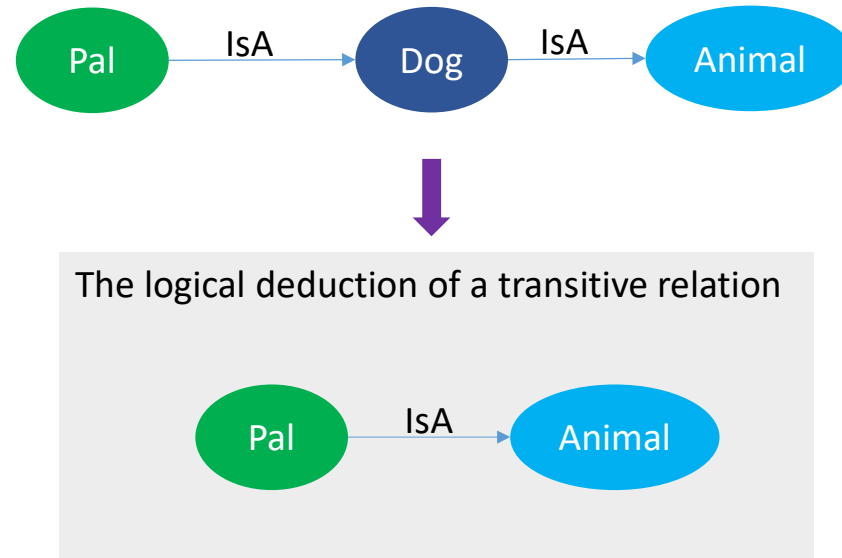 IsA IsA
Pal Dog Animal
The logical deduction of a transitive relation
IsA
Pal Animal